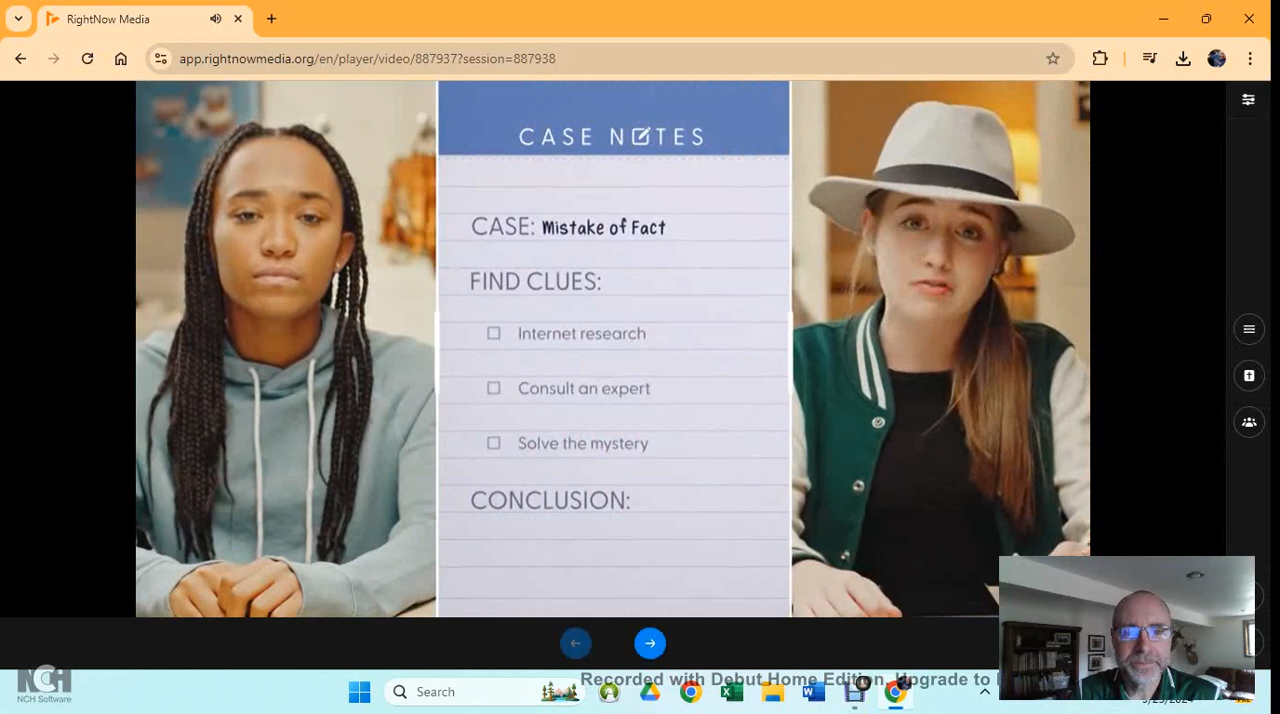 RightNow Media
app.rightnowmedia.org/en/player/video/887937?session=887938
CASE NOTES
CASE: Mistake of Fact
FIND CLUES:
Internet research
Consult an expert
Solve the mystery
CONCLUSION:
NCH
NCH Software
Search
Recorded with Debut Home Edition. Upgrade to